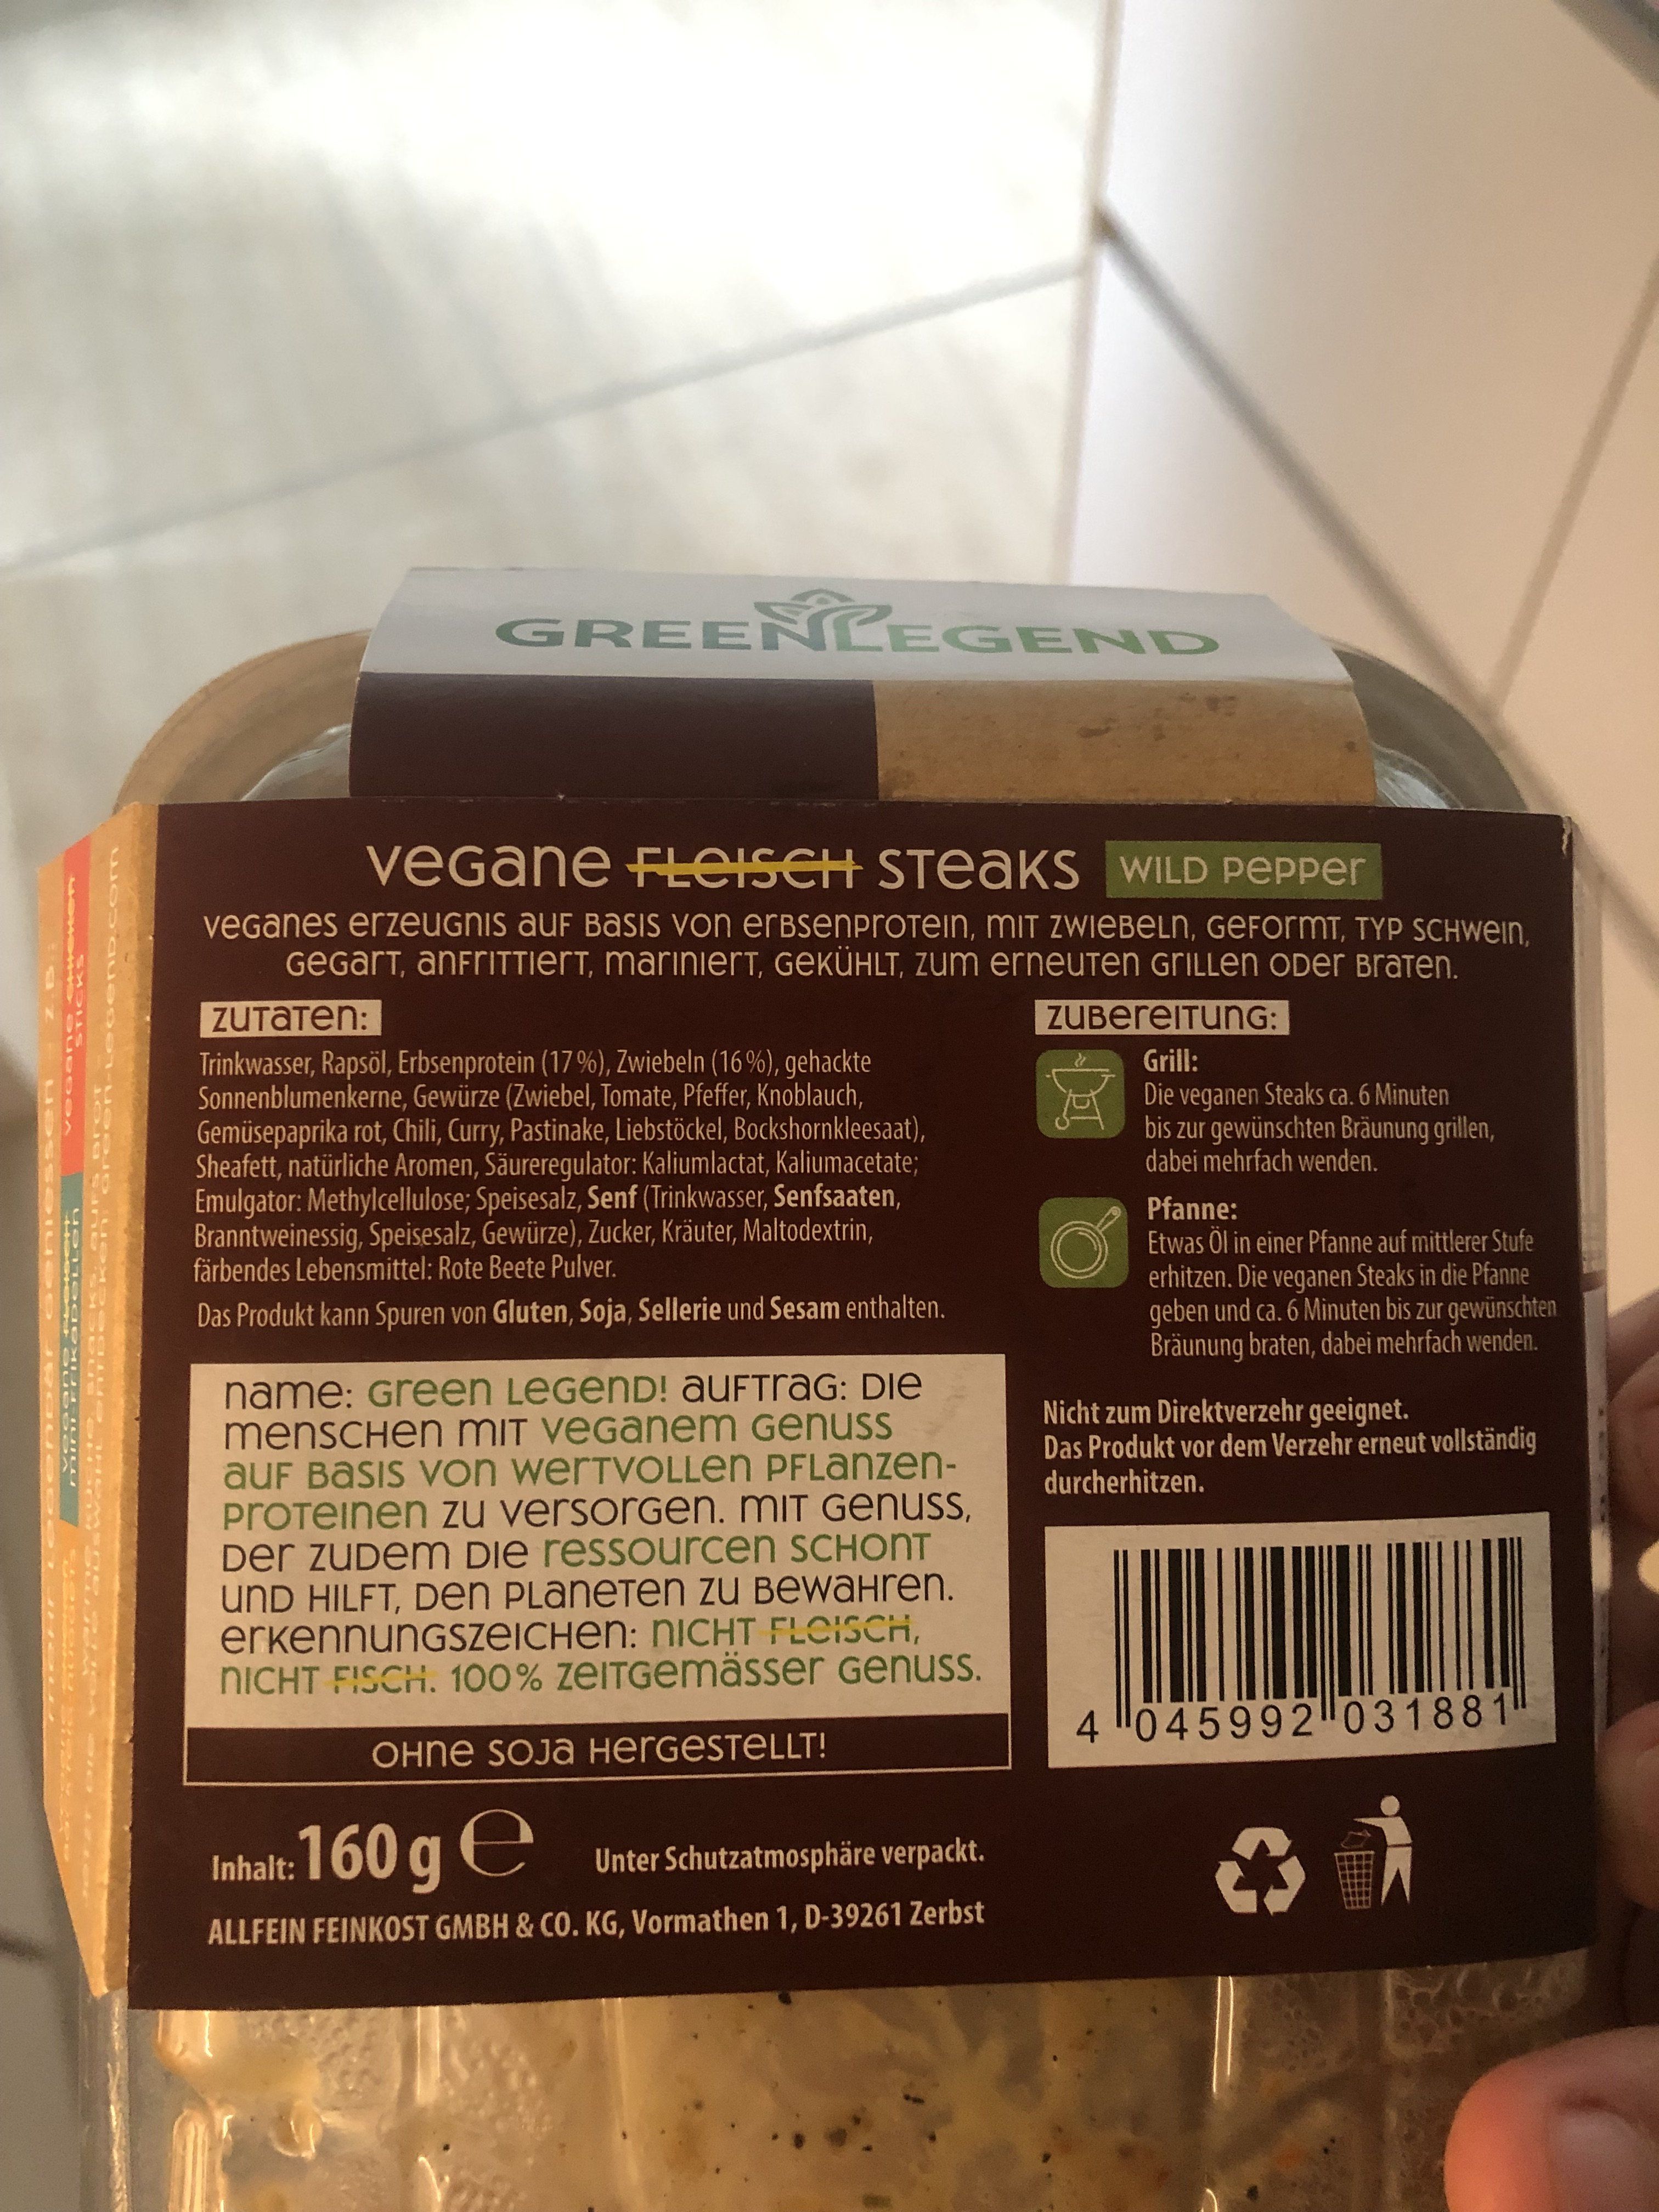 GREENLEGEND
vegane FLEISCH STEAKS WILD PEPPER
veganes erzeugnis auf Basis von erbsenprotein, mit zwiebeln, geformt, Typ Schwein,
gegart, anfrittiert, mariniert, gekühlt, zum erneuten grillen oder braten.
zutaten:
Trinkwasser, Rapsöl, Erbsenprotein (17 %), Zwiebeln (16 %), gehackte
Sonnenblumenkerne, Gewürze (Zwiebel, Tomate, Pfeffer, Knoblauch,
Gemüsepaprika rot, Chili, Curry, Pastinake, Liebstöckel, Bockshornkleesaat),
Sheafett, natürliche Aromen, Säureregulator: Kaliumlactat, Kaliumacetate;
Emulgator: Methylcellulose; Speisesalz, Senf (Trinkwasser, Senfsaaten,
Branntweinessig, Speisesalz, Gewürze), Zucker, Kräuter, Maltodextrin,
färbendes Lebensmittel: Rote Beete Pulver.
Das Produkt kann Spuren von Gluten, Soja, Sellerie und Sesam enthalten.
zubereitung:
Grill:
Die veganen Steaks ca. 6 Minuten
bis zur gewünschten Bräunung grillen,
dabei mehrfach wenden.
Pfanne:
Etwas Öl in einer Pfanne auf mittlerer Stufe
erhitzen. Die veganen Steaks in die Pfanne
geben und ca. 6 Minuten bis zur gewünschten
Bräunung braten, dabei mehrfach wenden.
Nicht zum Direktverzehr geeignet.
Das Produkt vor dem Verzehr erneut vollständig
durcherhitzen.
name: Green Legend! auftrag: Die
menschen mit veganem Genuss
auf Basis von wertvollen Pflanzen-
proteinen zu versorgen. mit Genuss,
der zudem die ressourcen schont
und hilft, den Planeten zu bewahren.
erkennungszeichen: nicht Fleisch,
nicht Fisch. 100% zeitgemässer Genuss.
OHne SOJa HerGeSTeLLT!
4 045992 031881
Inhalt: 160 g e
Unter Schutzatmosphäre verpackt.
ALLFEIN FEINKOST GMBH & CO. KG, Vormathen 1, D-39261 Zerbst
vegane CHICKEN
STICKS
vegane FLEISCH
MINI-FRIKADELLEN
green-legend.com